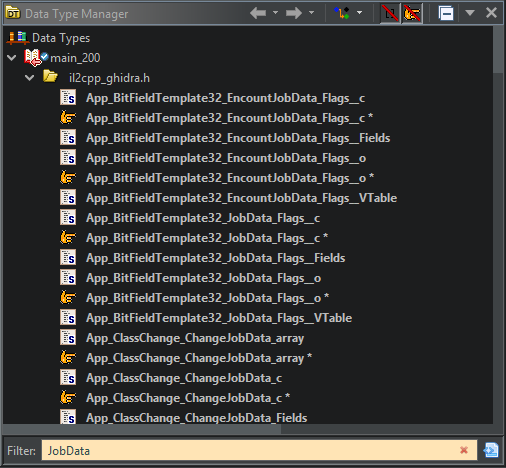 DT Data Type Manager
Data Types
main_200
il2cpp_ghidra.h
App_BitFieldTemplate32_EncountJobData_Flags__c
App_BitFieldTemplate32_EncountJobData_Flags__c *
App_BitFieldTemplate32_EncountJobData_Flags__Fields
App_BitFieldTemplate32_EncountJobData_Flags__o
App_BitFieldTemplate32_EncountJobData_Flags__o *
App_BitFieldTemplate32_EncountJobData_Flags__VTable
App_BitFieldTemplate32_JobData_Flags__c
App_BitFieldTemplate32_JobData_Flags__c *
App_BitFieldTemplate32_JobData_Flags__Fields
App_BitFieldTemplate32_JobData_Flags__o
App_BitFieldTemplate32_JobData_Flags__o *
App_BitFieldTemplate32_JobData_Flags__VTable
App_ClassChange_ChangeJobData_array
App_ClassChange_ChangeJobData_array *
App_ClassChange_ChangeJobData_c
App_ClassChange_ChangeJobData_c *
App_ClassChange_ChangeJobData_Fields
Filter: JobData